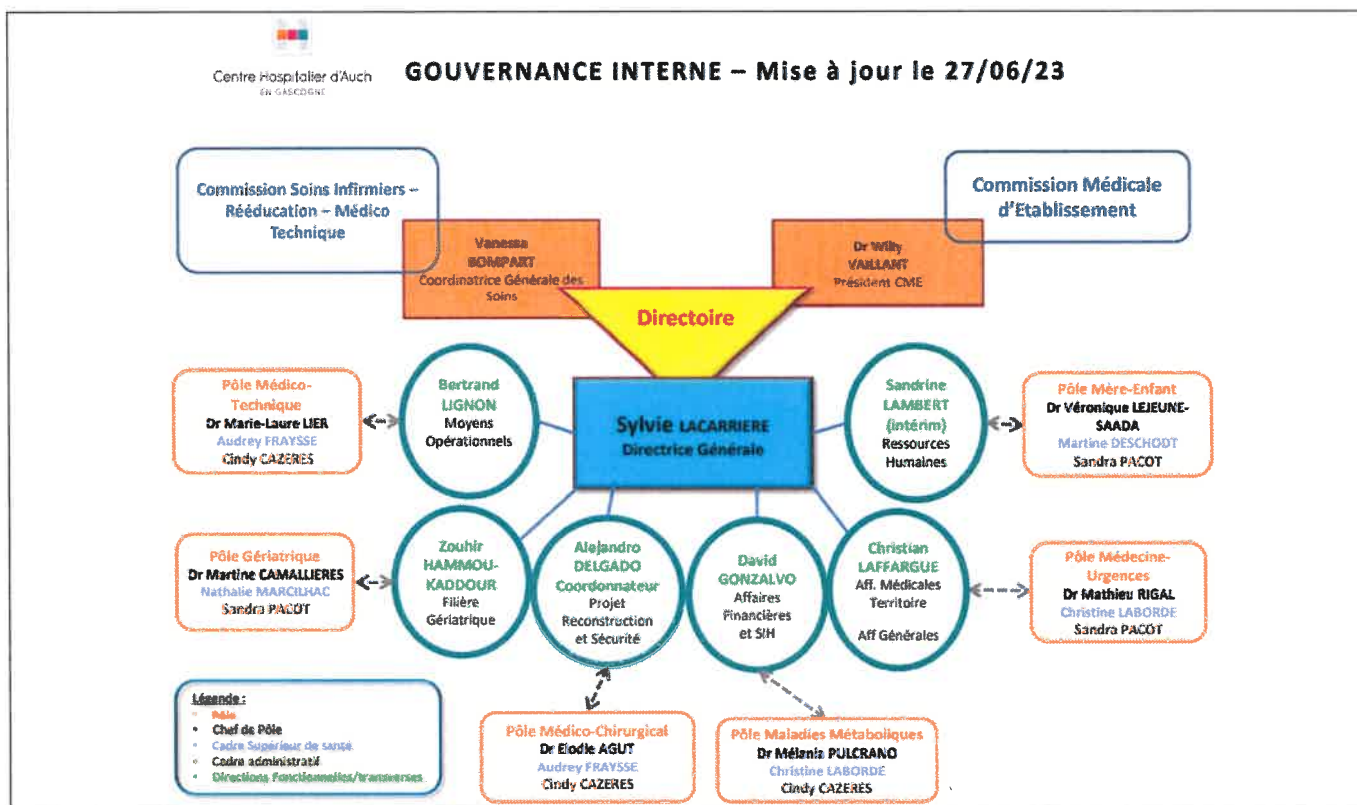 Centre Hospitalier d'Auch
EN GASCOGNE
GOUVERNANCE INTERNE – Mise à jour le 27/06/23
Commission Soins Infirmiers –
Rééducation – Médico
Technique
Commission Médicale
d'Etablissement
Vanessa
BOMPART
Coordinatrice Générale des
Soins
Dr Willy
VAILLANT
Président CME
Directoire
Sylvie LACARRIERE
Directrice Générale
Pôle Médico-
Technique
Dr Marie-Laure LIER
Audrey FRAYSSE
Cindy CAZERES
Bertrand
LIGNON
Moyens
Opérationnels
Sandrine
LAMBERT
(intérim)
Ressources
Humaines
Pôle Mère-Enfant
Dr Véronique LEJEUNE-
SAADA
Martine DESCHODT
Sandra PACOT
Pôle Gériatrique
Dr Martine CAMALLIERES
Nathalie MARCILHAC
Sandra PACOT
Zouhir
HAMMOU-
KADDOUR
Filière
Gériatrique
Alejandro
DELGADO
Coordonnateur
Projet
Reconstruction
et Sécurité
David
GONZALVO
Affaires
Financières
et SIH
Christian
LAFFARGUE
Aff. Médicales
Territoire
Aff Générales
Pôle Médecine-
Urgences
Dr Mathieu RIGAL
Christine LABORDE
Sandra PACOT
Légende :
Pôle
Chef de Pôle
Cadre Supérieur de santé
Cadre administratif
Directions fonctionnelles/transverses
Pôle Médico-Chirurgical
Dr Elodie AGUT
Audrey FRAYSSE
Cindy CAZERES
Pôle Maladies Métaboliques
Dr Mélania PULCRANO
Christine LABORDE
Cindy CAZERES